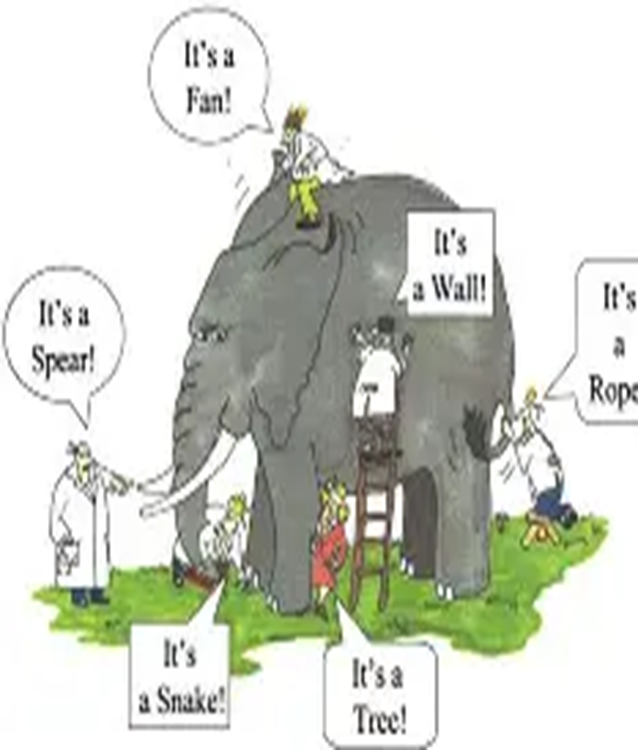 It's a
Fan!
It's
a Wall!
It's a
Spear!
It's
a
Rope
It's
a Snake!
It's a
Tree!